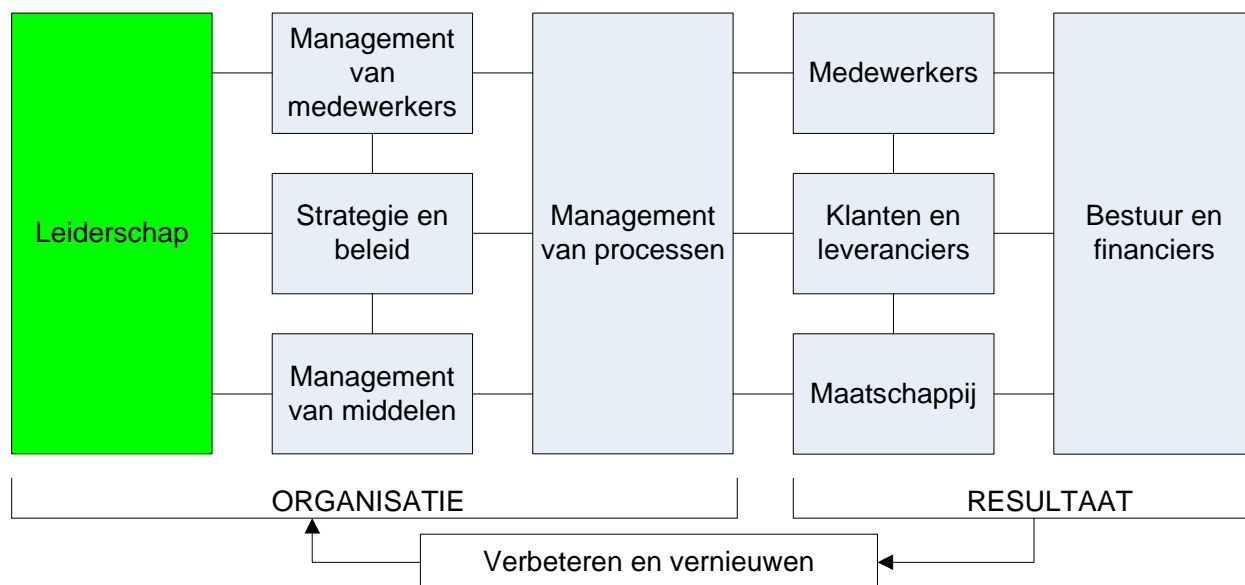 Leiderschap
Management
van
medewerkers
Strategie en
beleid
Management
van middelen
Management
van processen
Medewerkers
Klanten en
leveranciers
Maatschappij
Bestuur en
financiers
ORGANISATIE
RESULTAAT
Verbeteren en vernieuwen